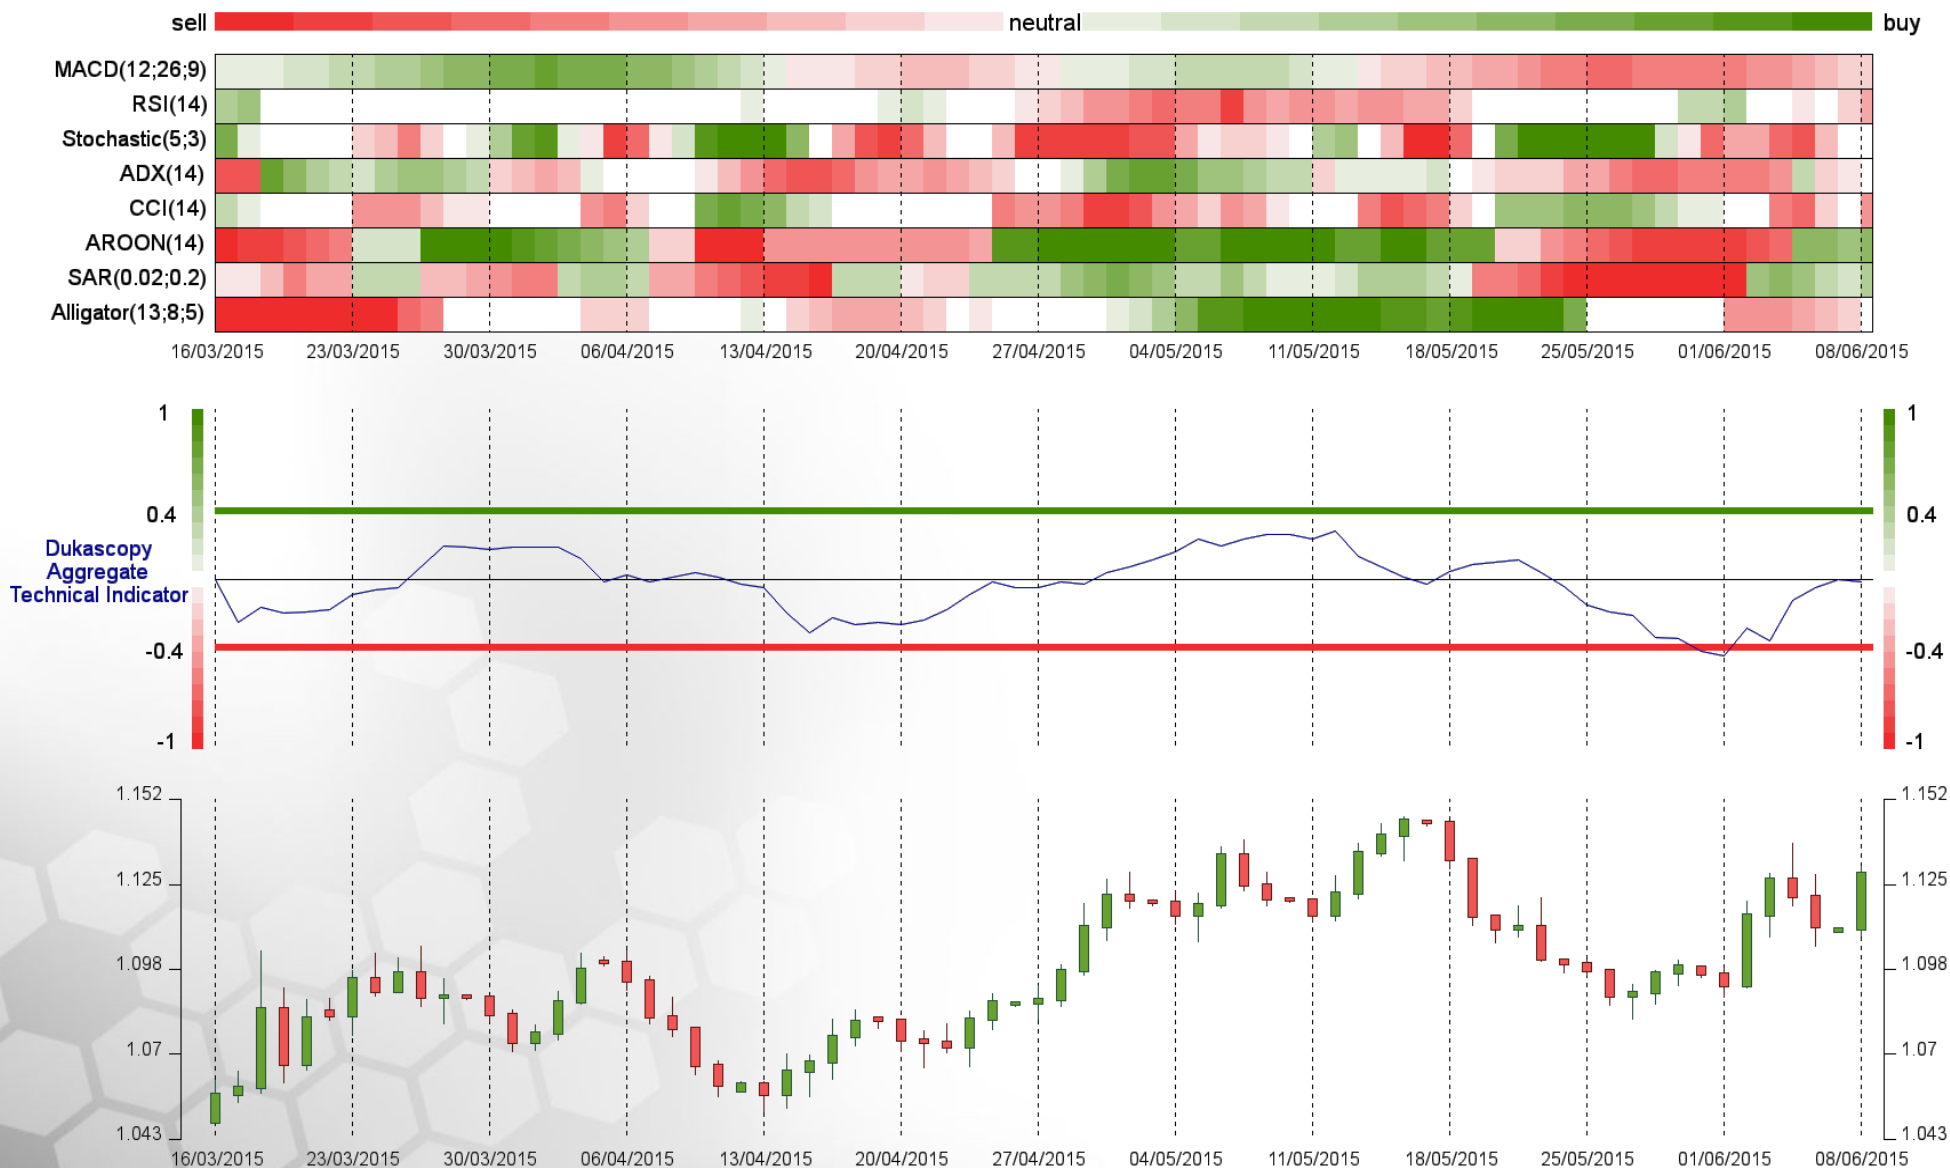 sell neutral buy
MACD(12;26;9)
RSI(14)
Stochastic(5;3)
ADX(14)
CCI(14)
AROON(14)
SAR(0.02;0.2)
Alligator(13;8;5)
16/03/2015 23/03/2015 30/03/2015 06/04/2015 13/04/2015 20/04/2015 27/04/2015 04/05/2015 11/05/2015 18/05/2015 25/05/2015 01/06/2015 08/06/2015
1 1
0.4 0.4
Dukascopy
Aggregate
Technical Indicator
-0.4 -0.4
-1 -1
1.152 1.152
1.125 1.125
1.098 1.098
1.07 1.07
1.043 1.043
16/03/2015 23/03/2015 30/03/2015 06/04/2015 13/04/2015 20/04/2015 27/04/2015 04/05/2015 11/05/2015 18/05/2015 25/05/2015 01/06/2015 08/06/2015